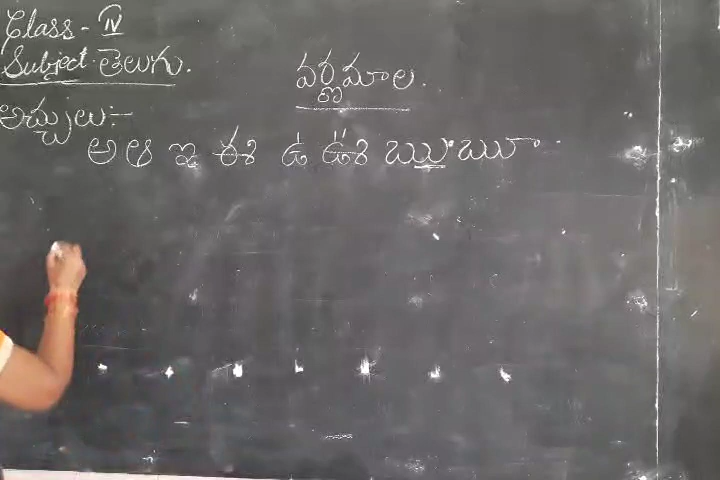 Class - IV
Subject. తెలుగు.
వర్ణమాల.
అచ్చులు:-
అ ఆ ఇ ఈ ఉ ఊ ఋ ౠ